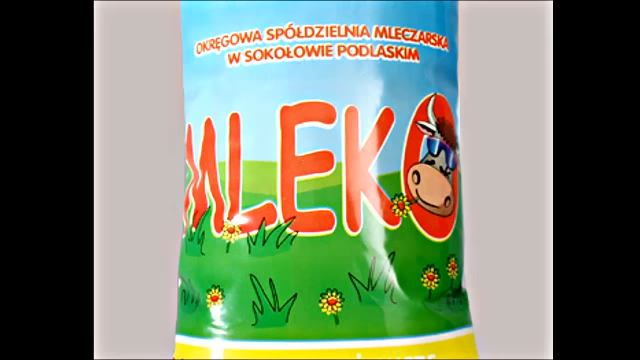 OKRĘGOWA SPÓŁDZIELNIA MLECZARSKA
W SOKOŁOWIE PODLASKIM
MLEKO